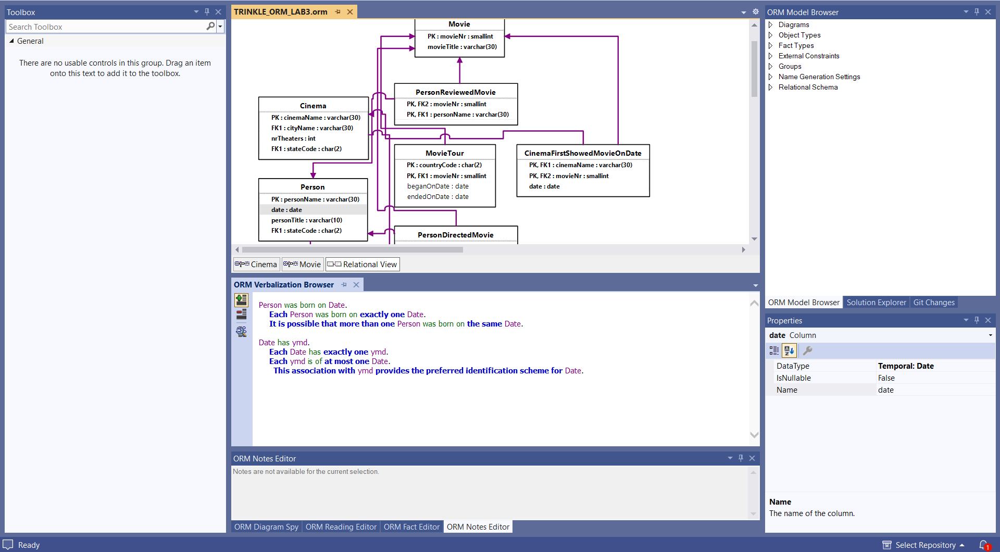 Toolbox
Search Toolbox
General
There are no usable controls in this group. Drag an item
onto this text to add it to the toolbox.
TRINKLE_ORM_LAB3.orm
Movie
PK : movieNr : smallint
movieTitle : varchar(30)
PersonReviewedMovie
PK, FK2 : movieNr : smallint
PK, FK1 : personName : varchar(30)
Cinema
PK : cinemaName : varchar(30)
FK1 : cityName : varchar(30)
nrTheaters : int
FK1 : stateCode : char(2)
MovieTour
PK : countryCode : char(2)
PK, FK1 : movieNr : smallint
beganOnDate : date
endedOnDate : date
CinemaFirstShowedMovieOnDate
PK, FK1 : cinemaName : varchar(30)
PK, FK2 : movieNr : smallint
date : date
Person
PK : personName : varchar(30)
date : date
personTitle : varchar(10)
FK1 : stateCode : char(2)
PersonDirectedMovie
Cinema
Movie
Relational View
ORM Verbalization Browser
Person was born on Date.
Each Person was born on exactly one Date.
It is possible that more than one Person was born on the same Date.
Date has ymd.
Each Date has exactly one ymd.
Each ymd is of at most one Date.
This association with ymd provides the preferred identification scheme for Date.
ORM Notes Editor
Notes are not available for the current selection.
ORM Diagram Spy
ORM Reading Editor
ORM Fact Editor
ORM Notes Editor
ORM Model Browser
Diagrams
Object Types
Fact Types
External Constraints
Groups
Name Generation Settings
Relational Schema
ORM Model Browser
Solution Explorer
Git Changes
Properties
date Column
DataType Temporal: Date
IsNullable False
Name date
Name
The name of the column.
Ready
Select Repository
1